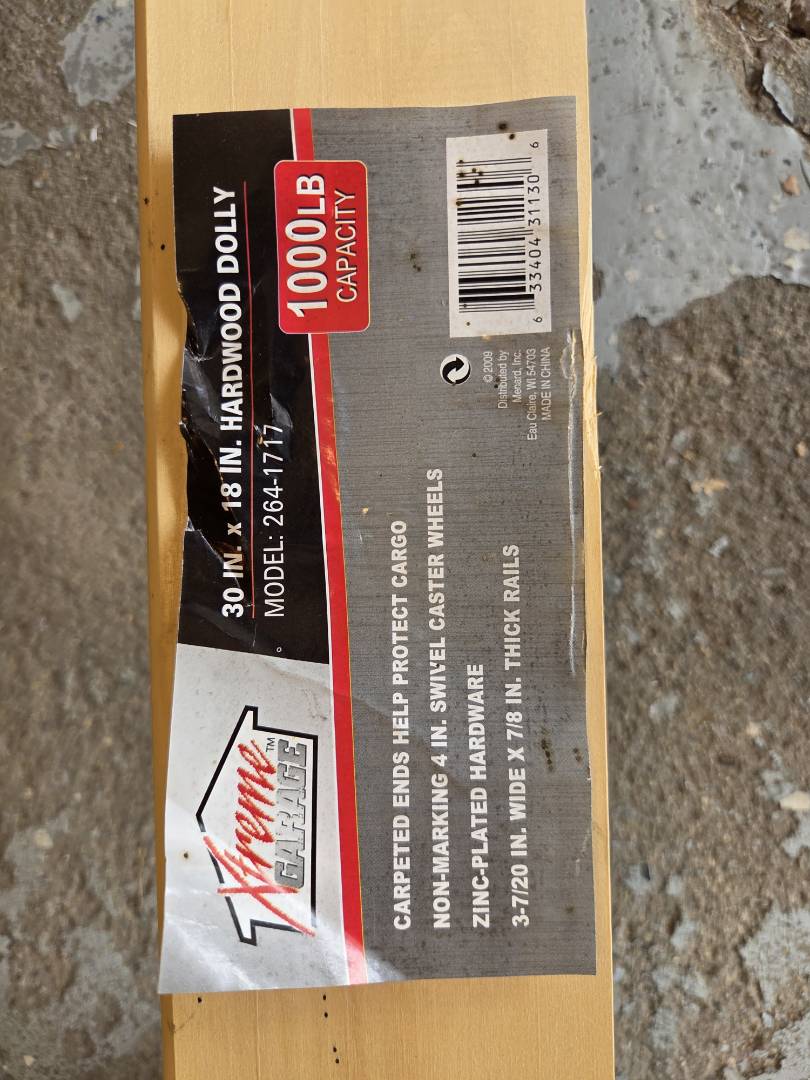 Xtreme
GARAGE™
30 IN. x 18 IN. HARDWOOD DOLLY
MODEL: 264-1717
1000LB
CAPACITY
CARPETED ENDS HELP PROTECT CARGO
NON-MARKING 4 IN. SWIVEL CASTER WHEELS
ZINC-PLATED HARDWARE
3-7/20 IN. WIDE X 7/8 IN. THICK RAILS
© 2009
Distributed by
Menard, Inc.
Eau Claire, WI 54703
MADE IN CHINA
6 33404 31130 6